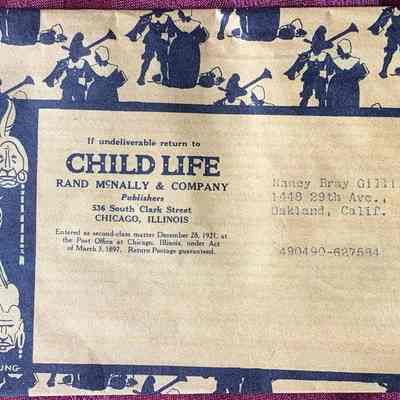 If undeliverable return to
CHILD LIFE
RAND McNALLY & COMPANY
Publishers
536 South Clark Street
CHICAGO, ILLINOIS
Entered as second-class matter December 28, 1921, at
the Post Office at Chicago, Illinois, under Act
of March 3, 1897. Return Postage guaranteed.
Nancy Bray Gilli
1448 29th Ave.,
Oakland, Calif.
490490-627584
UNG